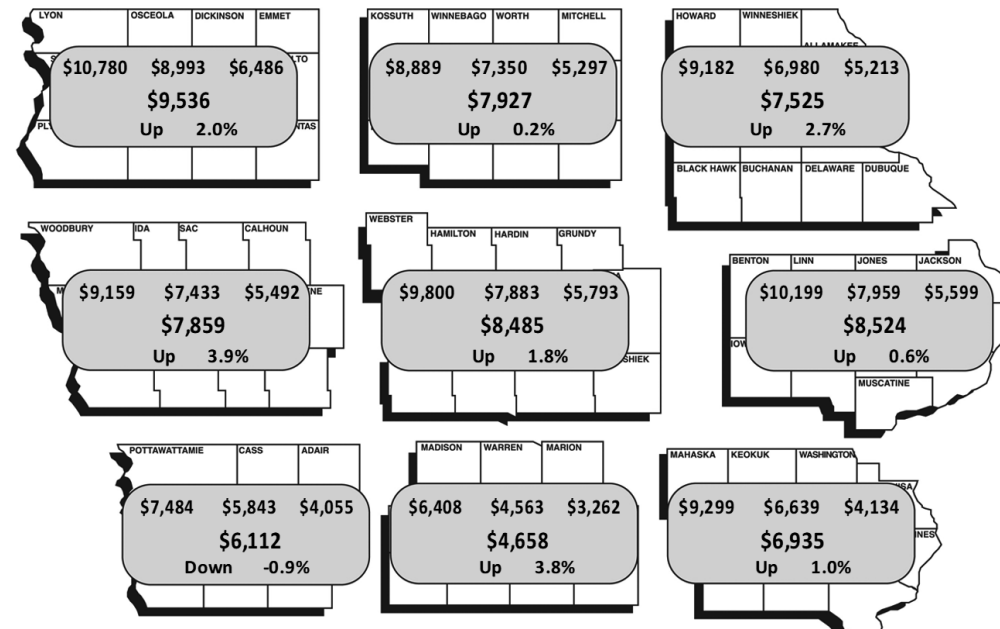 LYON OSCEOLA DICKINSON EMMET
$10,780 $8,993 $6,486
$9,536
Up 2.0%
KOSSUTH WINNEBAGO WORTH MITCHELL
$8,889 $7,350 $5,297
$7,927
Up 0.2%
HOWARD WINNESHIEK
ALLAMAKEE
$9,182 $6,980 $5,213
$7,525
Up 2.7%
BLACK HAWK BUCHANAN DELAWARE DUBUQUE
WOODBURY IDA SAC CALHOUN
$9,159 $7,433 $5,492
$7,859
Up 3.9%
WEBSTER
HAMILTON HARDIN GRUNDY
$9,800 $7,883 $5,793
$8,485
Up 1.8%
SHIEK
BENTON LINN JONES JACKSON
$10,199 $7,959 $5,599
$8,524
IOW
Up 0.6%
MUSCATINE
POTTAWATTAMIE CASS ADAIR
$7,484 $5,843 $4,055
$6,112
Down -0.9%
MADISON WARREN MARION
$6,408 $4,563 $3,262
$4,658
Up 3.8%
MAHASKA KEOKUK WASHINGTON
$9,299 $6,639 $4,134
INES
$6,935
Up 1.0%